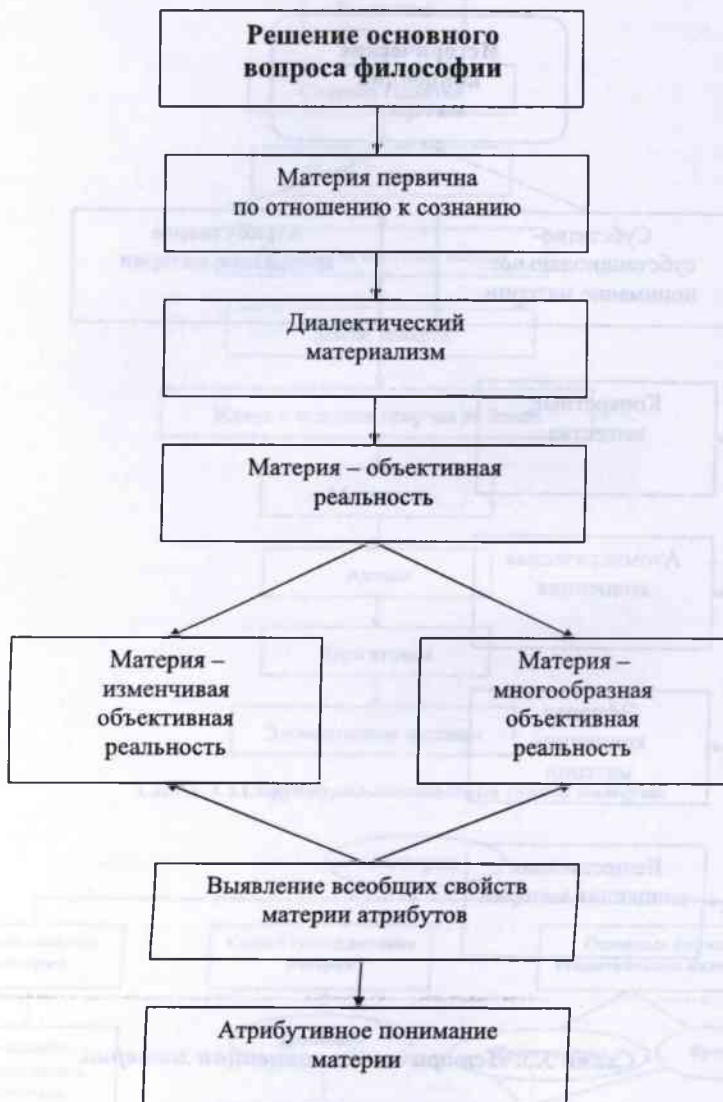 Решение основного
вопроса философии
Материя первична
по отношению к сознанию
Диалектический
материализм
Материя – объективная
реальность
Материя –
изменчивая
объективная
реальность
Материя –
многообразная
объективная
реальность
Выявление всеобщих свойств
материи атрибутов
Атрибутивное понимание
материи